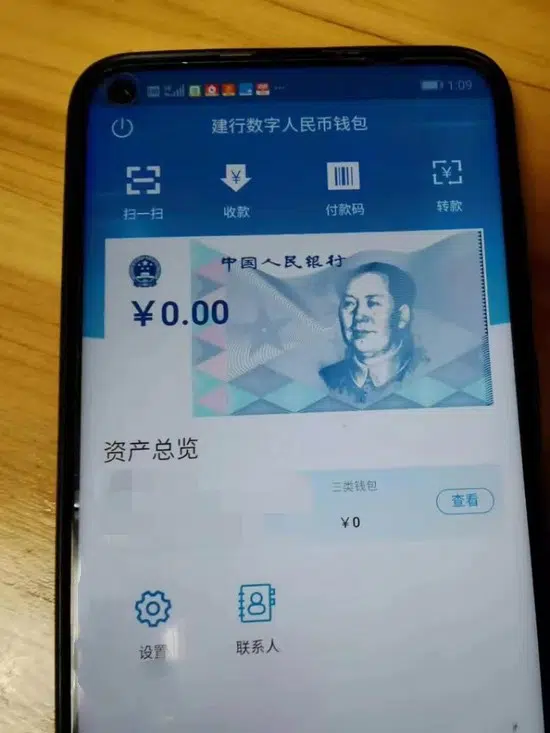 1:09
建行数字人民币钱包
扫一扫 收款 付款码 转款
中国人民银行
¥0.00
资产总览
三类钱包
¥0
查看
设置 联系人